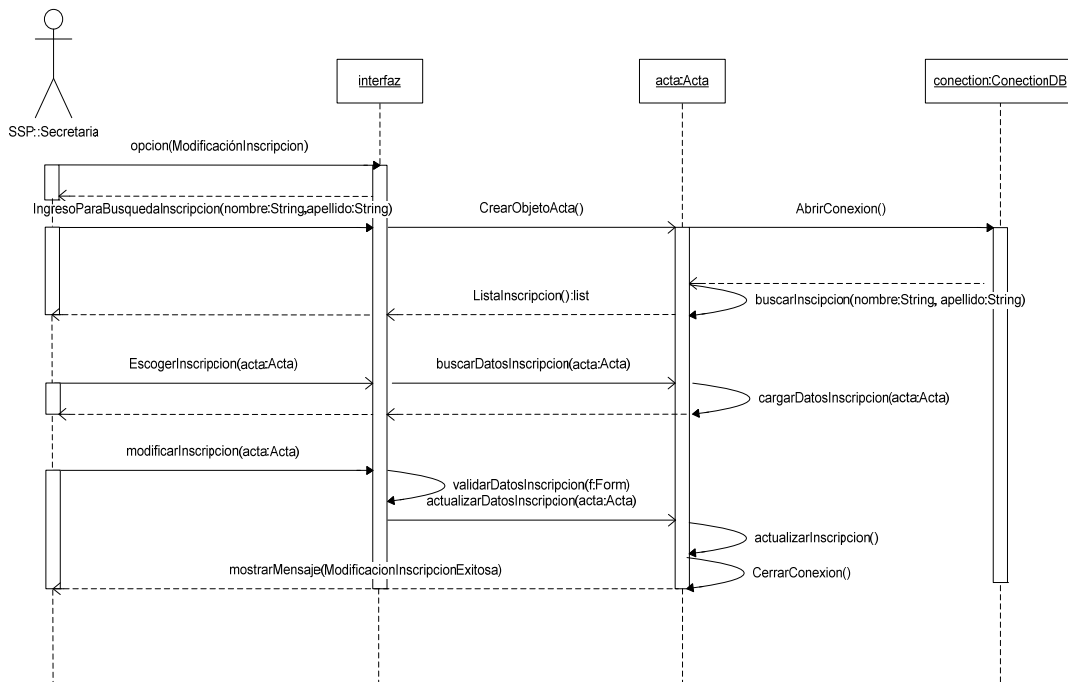 interfaz
acta:Acta
conection:ConectionDB
SSP::Secretaria
opcion(ModificaciónInscripcion)
IngresoParaBusquedaInscripcion(nombre:String,apellido:String)
CrearObjetoActa()
AbrirConexion()
ListaInscripcion():list
buscarInscipcion(nombre:String, apellido:String)
EscogerInscripcion(acta:Acta)
buscarDatosInscripcion(acta:Acta)
cargarDatosInscripcion(acta:Acta)
modificarInscripcion(acta:Acta)
validarDatosInscripcion(f:Form)
actualizarDatosInscripcion(acta:Acta)
actualizarInscripcion()
mostrarMensaje(ModificacionInscripcionExitosa)
CerrarConexion()